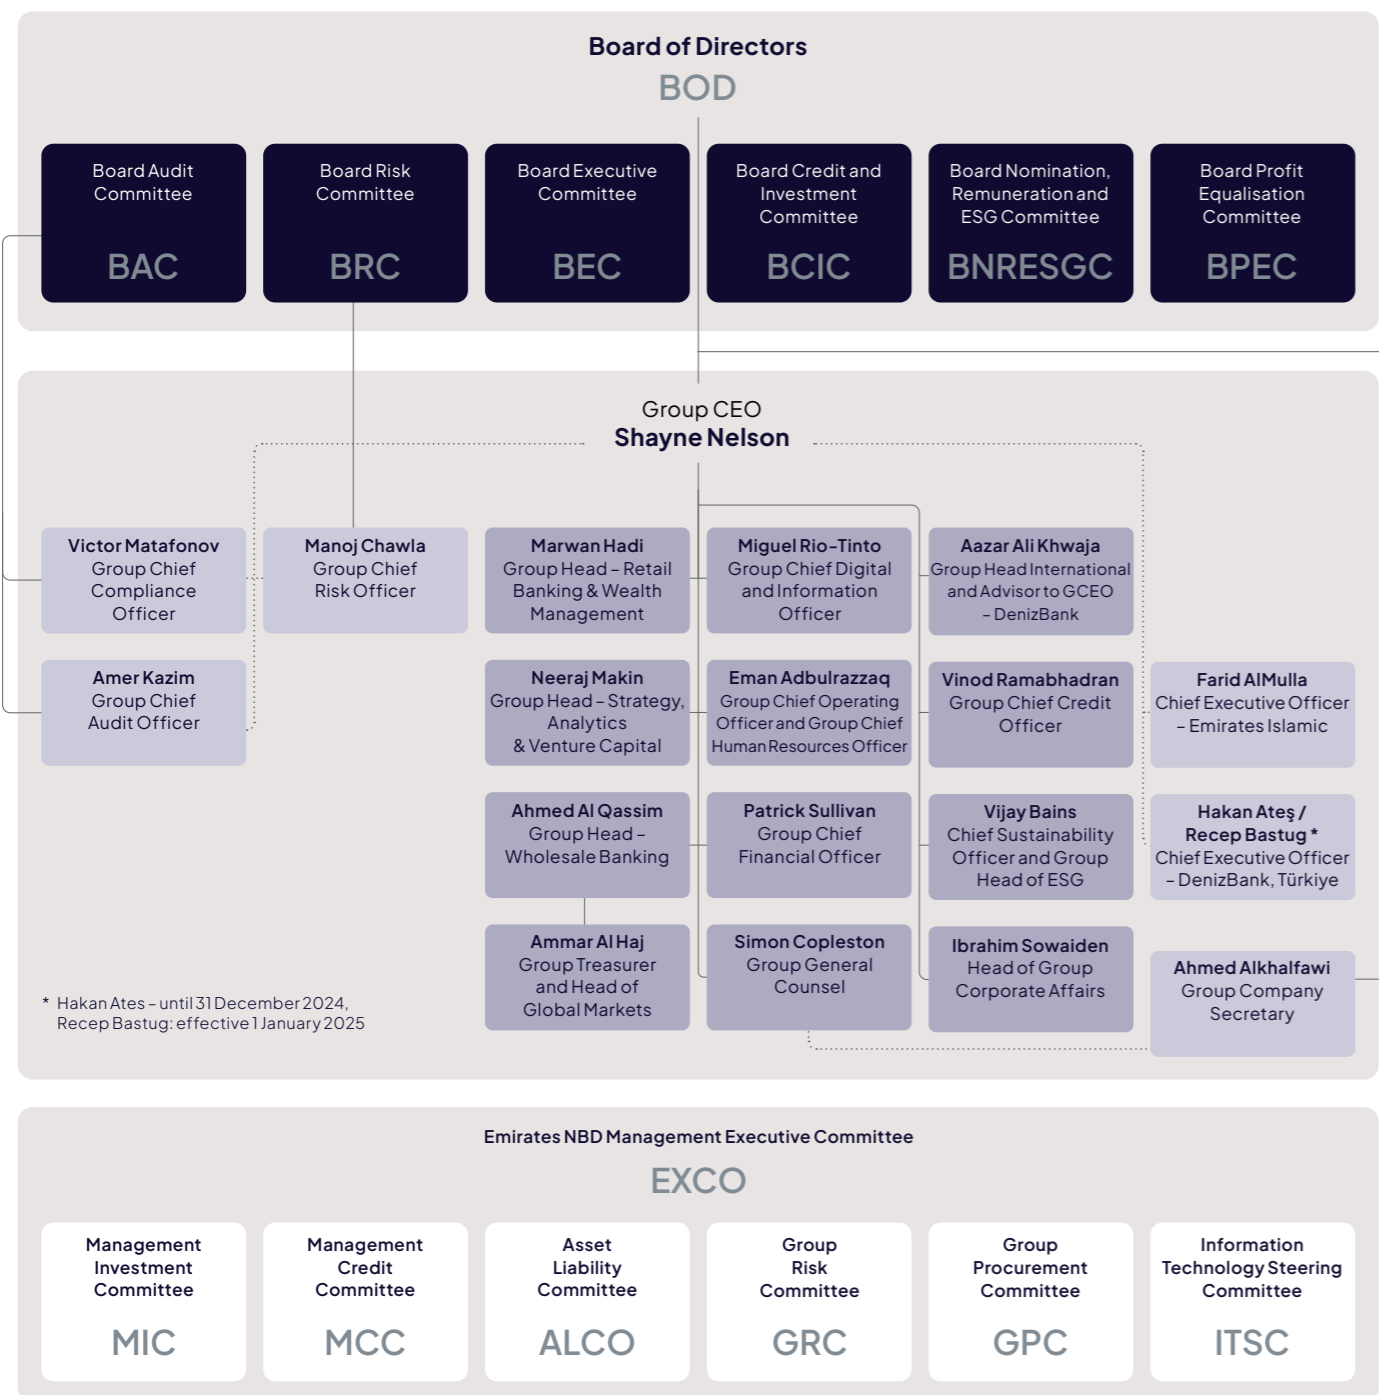 Board of Directors
BOD
Board Audit
Committee
BAC
Board Risk
Committee
BRC
Board Executive
Committee
BEC
Board Credit and
Investment
Committee
BCIC
Board Nomination,
Remuneration and
ESG Committee
BNRESGC
Board Profit
Equalisation
Committee
BPEC
Group CEO
Shayne Nelson
Victor Matafonov
Group Chief
Compliance
Officer
Manoj Chawla
Group Chief
Risk Officer
Marwan Hadi
Group Head – Retail
Banking & Wealth
Management
Miguel Rio-Tinto
Group Chief Digital
and Information
Officer
Aazar Ali Khwaja
Group Head International
and Advisor to GCEO
– DenizBank
Amer Kazim
Group Chief
Audit Officer
Neeraj Makin
Group Head – Strategy,
Analytics
& Venture Capital
Eman Adbulrazzaq
Group Chief Operating
Officer and Group Chief
Human Resources Officer
Vinod Ramabhadran
Group Chief Credit
Officer
Farid AlMulla
Chief Executive Officer
– Emirates Islamic
Ahmed Al Qassim
Group Head –
Wholesale Banking
Patrick Sullivan
Group Chief
Financial Officer
Vijay Bains
Chief Sustainability
Officer and Group
Head of ESG
Hakan Ateş /
Recep Bastug *
Chief Executive Officer
– DenizBank, Türkiye
Ammar Al Haj
Group Treasurer
and Head of
Global Markets
Simon Copleston
Group General
Counsel
Ibrahim Sowaiden
Head of Group
Corporate Affairs
Ahmed Alkhalfawi
Group Company
Secretary
* Hakan Ates – until 31 December 2024,
Recep Bastug: effective 1 January 2025
Emirates NBD Management Executive Committee
EXCO
Management
Investment
Committee
MIC
Management
Credit
Committee
MCC
Asset
Liability
Committee
ALCO
Group
Risk
Committee
GRC
Group
Procurement
Committee
GPC
Information
Technology Steering
Committee
ITSC